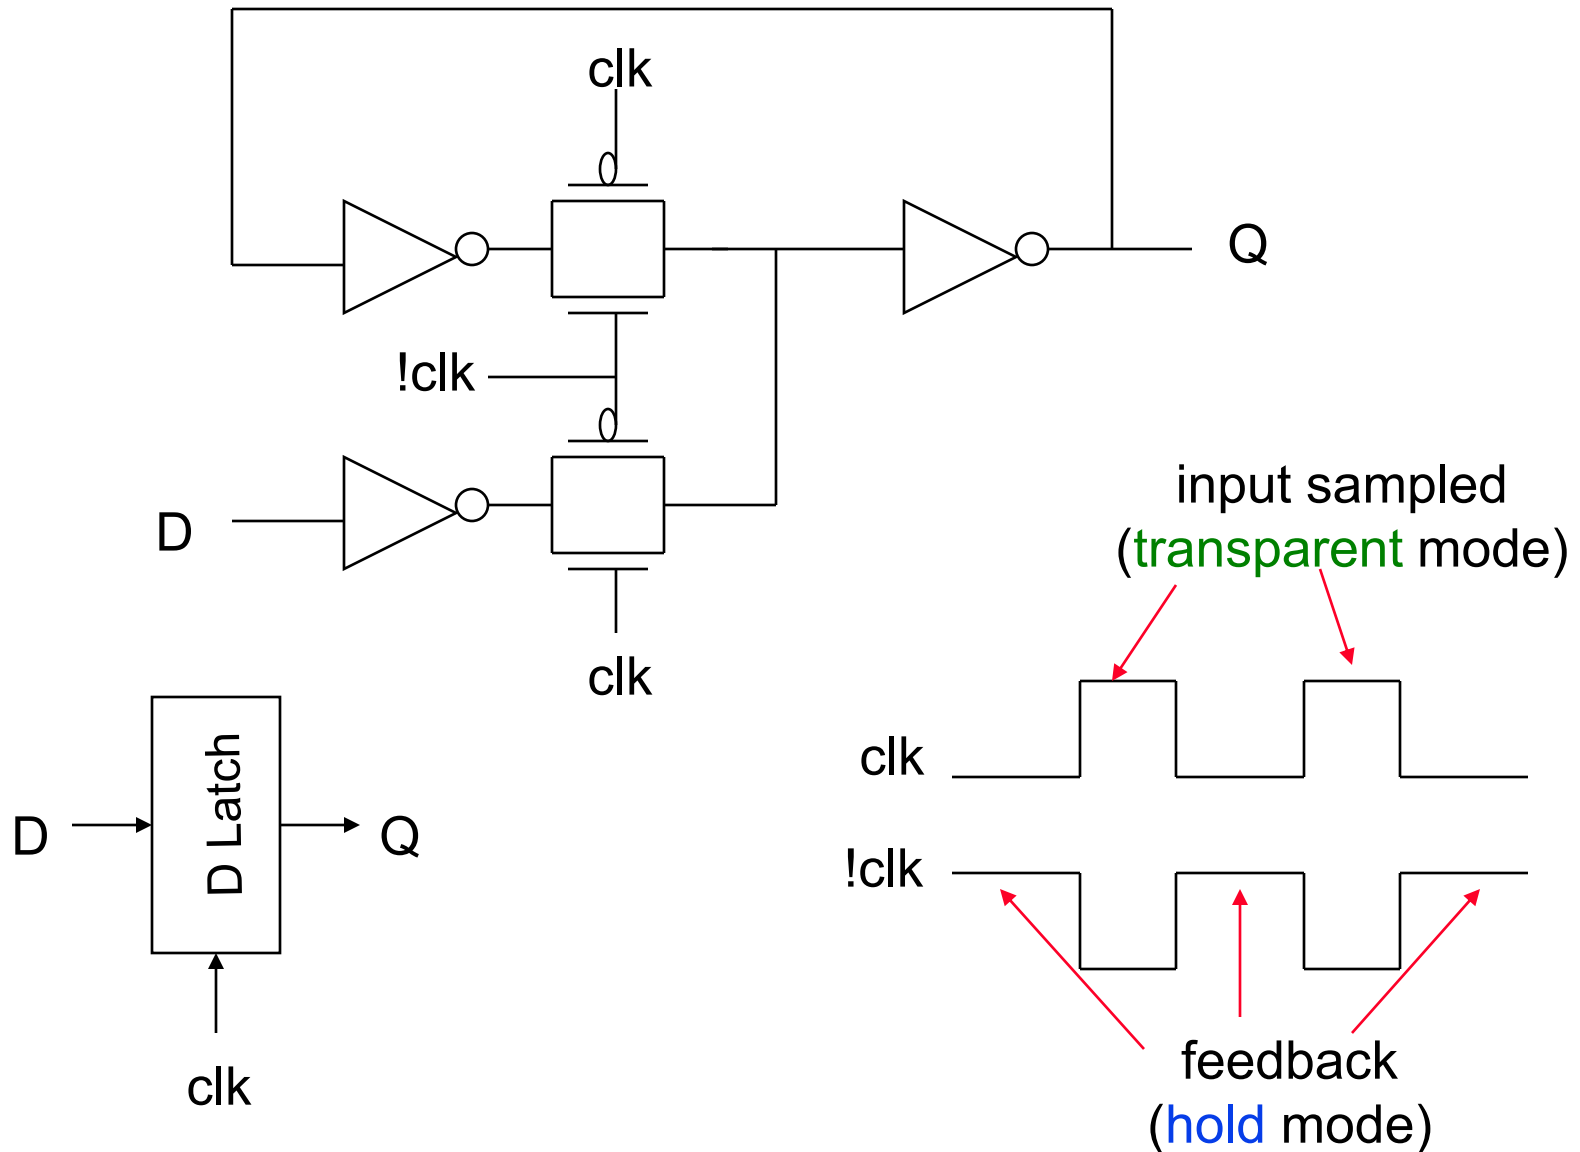 clk
Q
!clk
D
clk
input sampled
(transparent mode)
D
D Latch
Q
clk
clk
!clk
feedback
(hold mode)